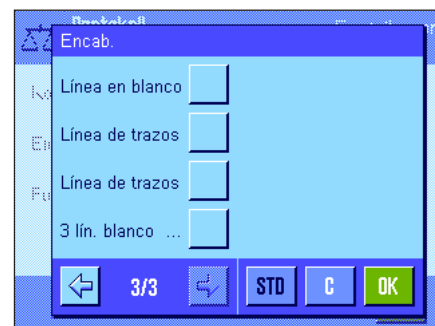 Encab.
Línea en blanco
Línea de trazos
Línea de trazos
3 lín. blanco ...
3/3
STD
C
OK